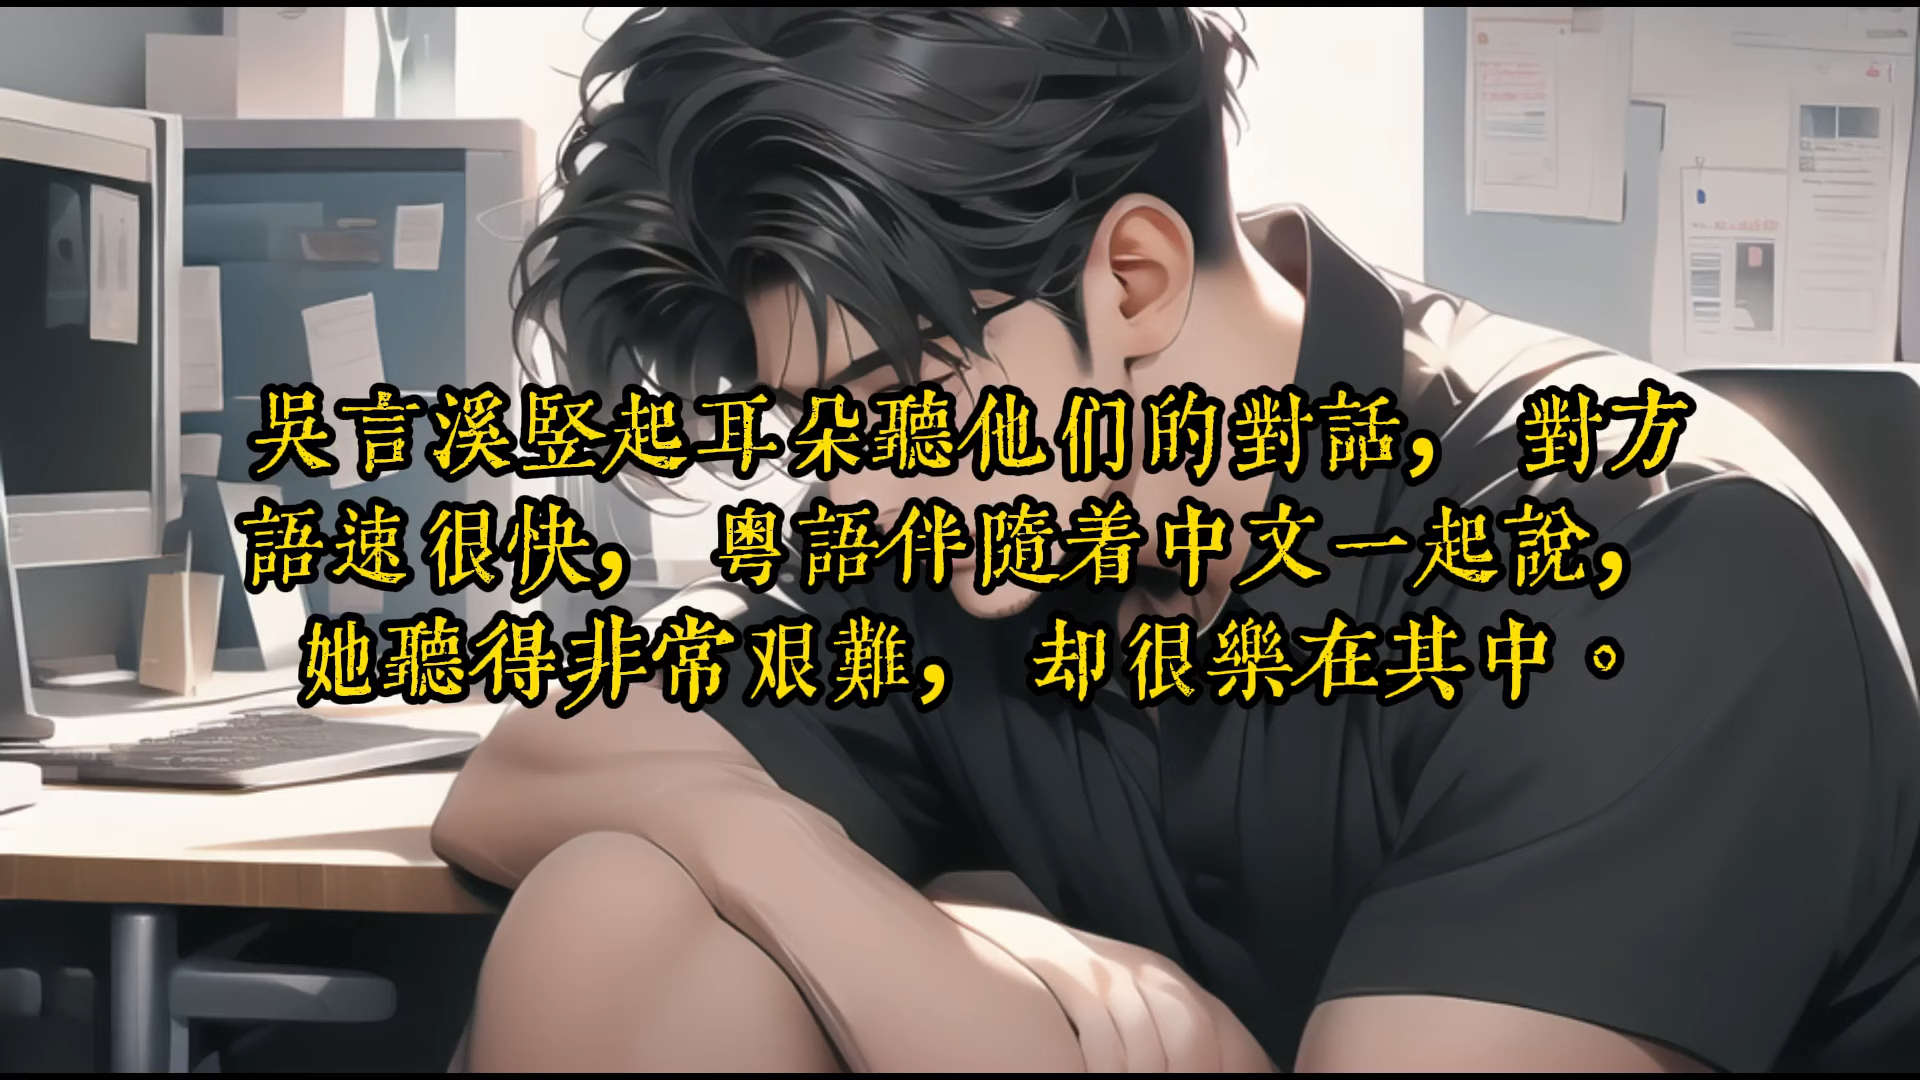 吳言溪竖起耳朵聽他们的對話，對方
語速很快，粤語伴隨着中文一起說，
她聽得非常艰難，却很樂在其中。